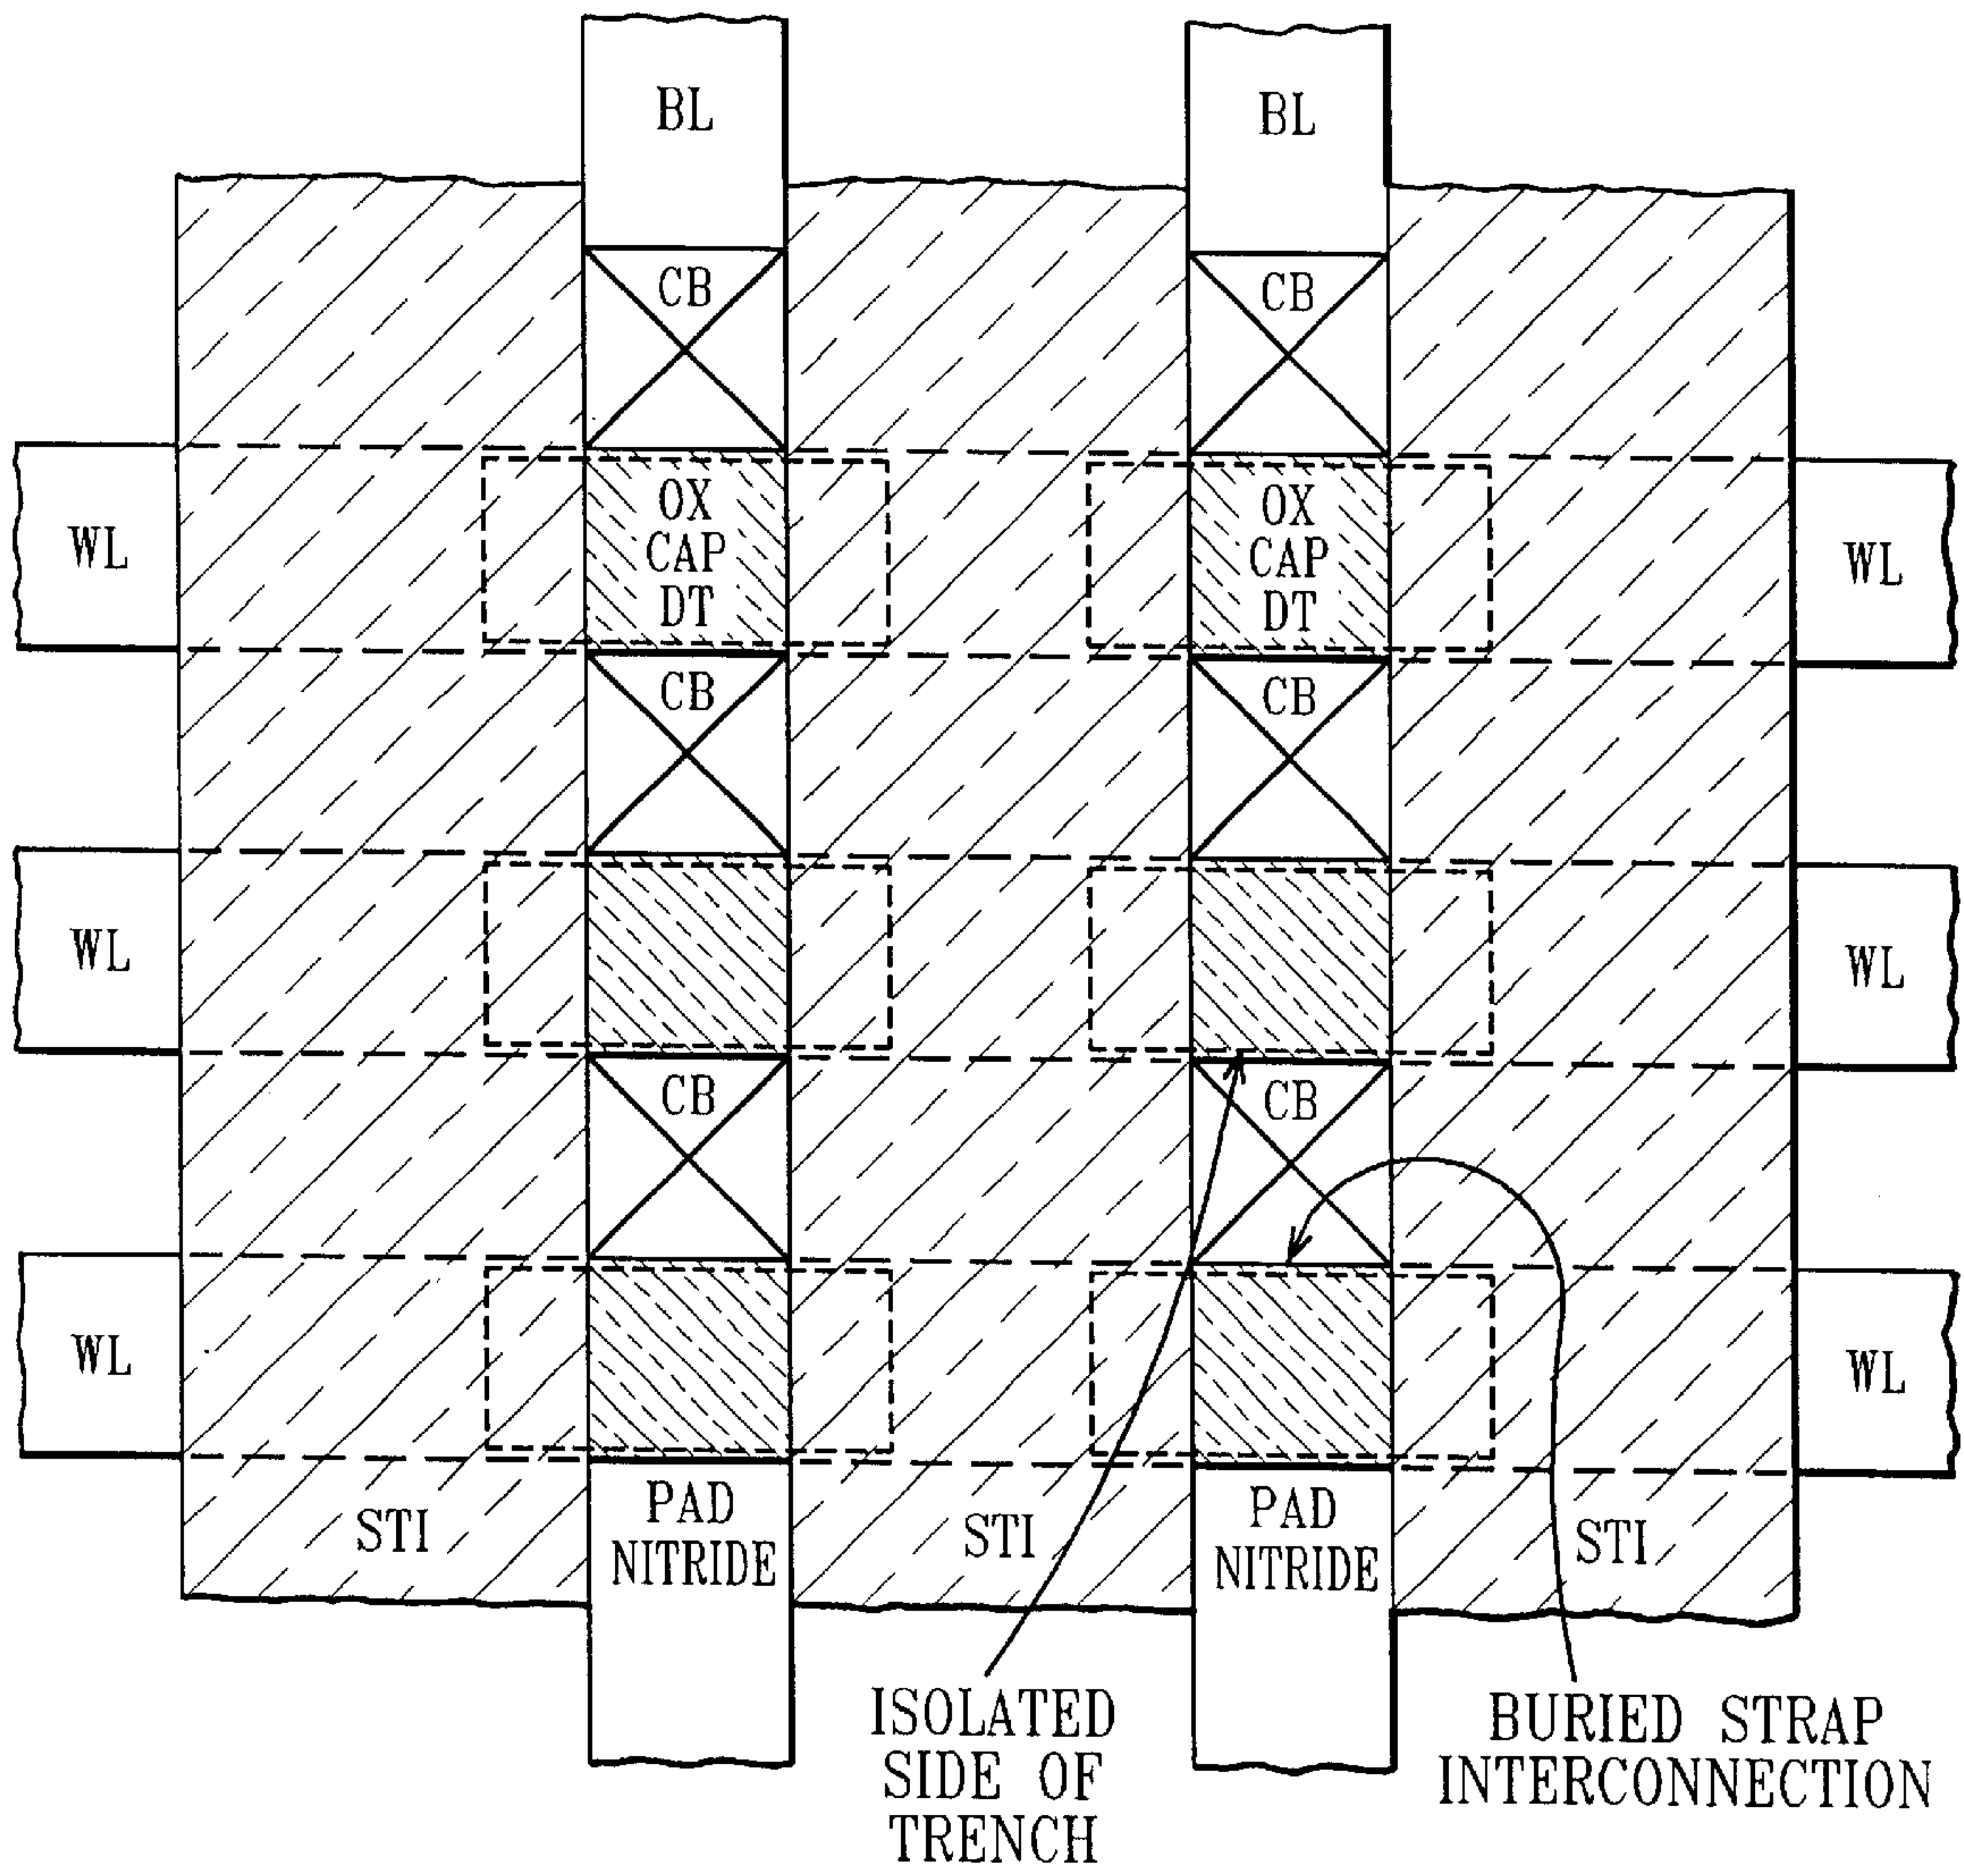 BL
BL
CB
CB
WL
OX
CAP
DT
OX
CAP
DT
WL
CB
CB
WL
WL
CB
CB
WL
WL
STI
PAD
NITRIDE
STI
PAD
NITRIDE
STI
ISOLATED
SIDE OF
TRENCH
BURIED STRAP
INTERCONNECTION